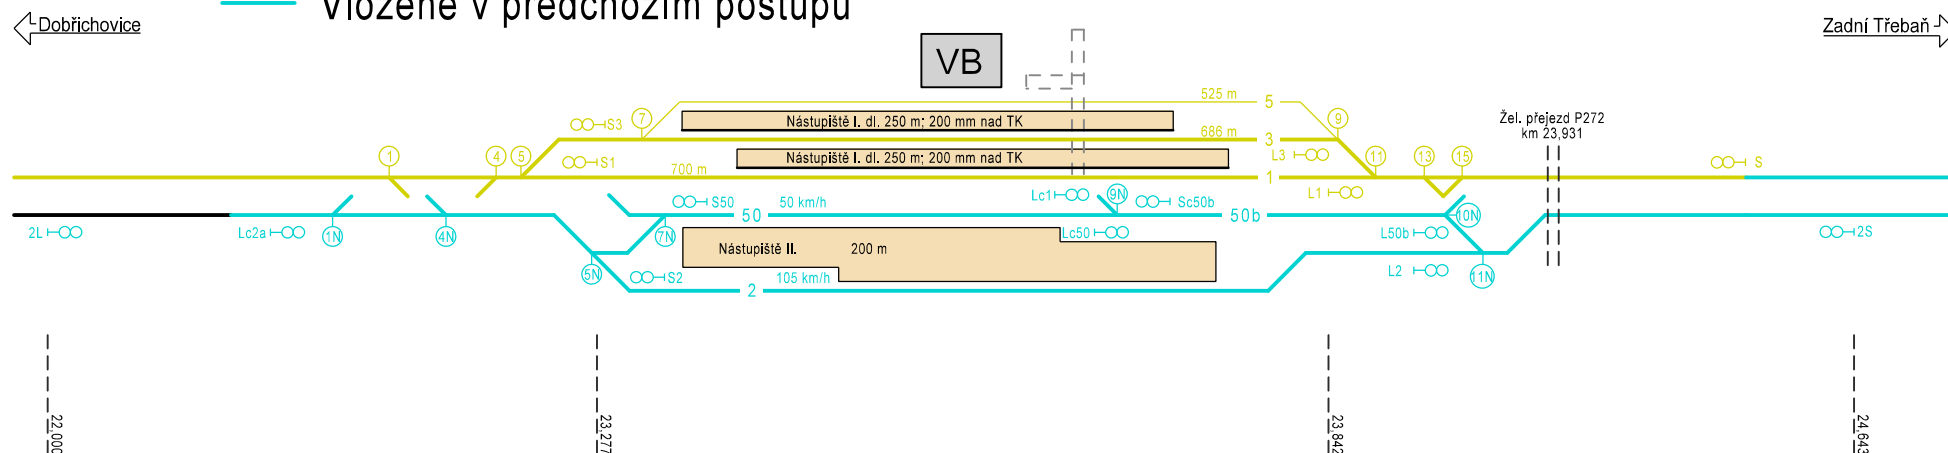 Vložené v předchozím postupu
Dobřichovice
Zadní Třebaň
VB
525 m
5
S3
7
Nástupiště I. dl. 250 m; 200 mm nad TK
9
Žel. přejezd P272
km 23,931
686 m
3
1
4
5
S1
Nástupiště I. dl. 250 m; 200 mm nad TK
L3
11
13
15
S
700 m
1
Lc1
9N
Sc50b
L1
S50
50 km/h
50
50b
10N
2L
Lc2a
1N
4N
7N
Lc50
L50b
2S
Nástupiště II.
200 m
5N
S2
105 km/h
L2
11N
2
22,000
23,277
23,842
24,643